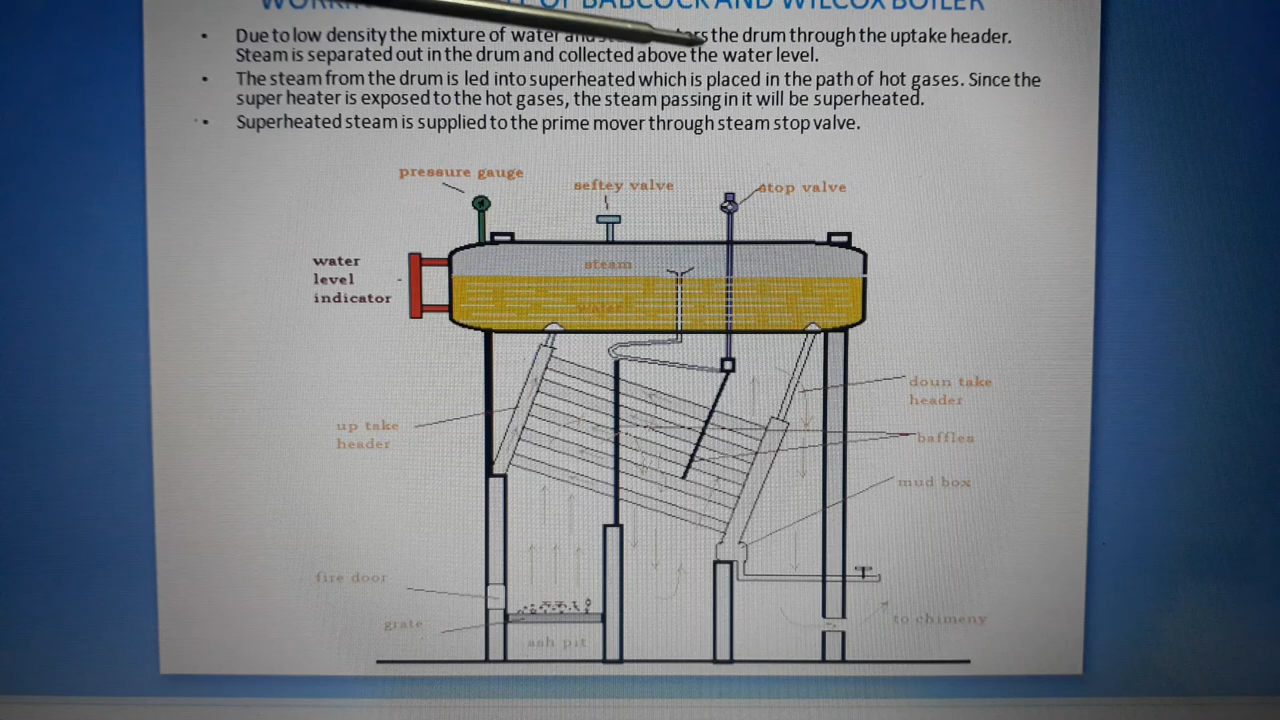 OF BABCOCK AND WILCOX BOILER
Due to low density the mixture of water and the drum through the uptake header.
Steam is separated out in the drum and collected above the water level.
The steam from the drum is led into superheated which is placed in the path of hot gases. Since the
super heater is exposed to the hot gases, the steam passing in it will be superheated.
Superheated steam is supplied to the prime mover through steam stop valve.
pressure gauge
seftey valve
stop valve
water
level
indicator
steam
water
doun take
header
up take
header
baffles
mud box
fire door
grate
ash pit
to chimeny